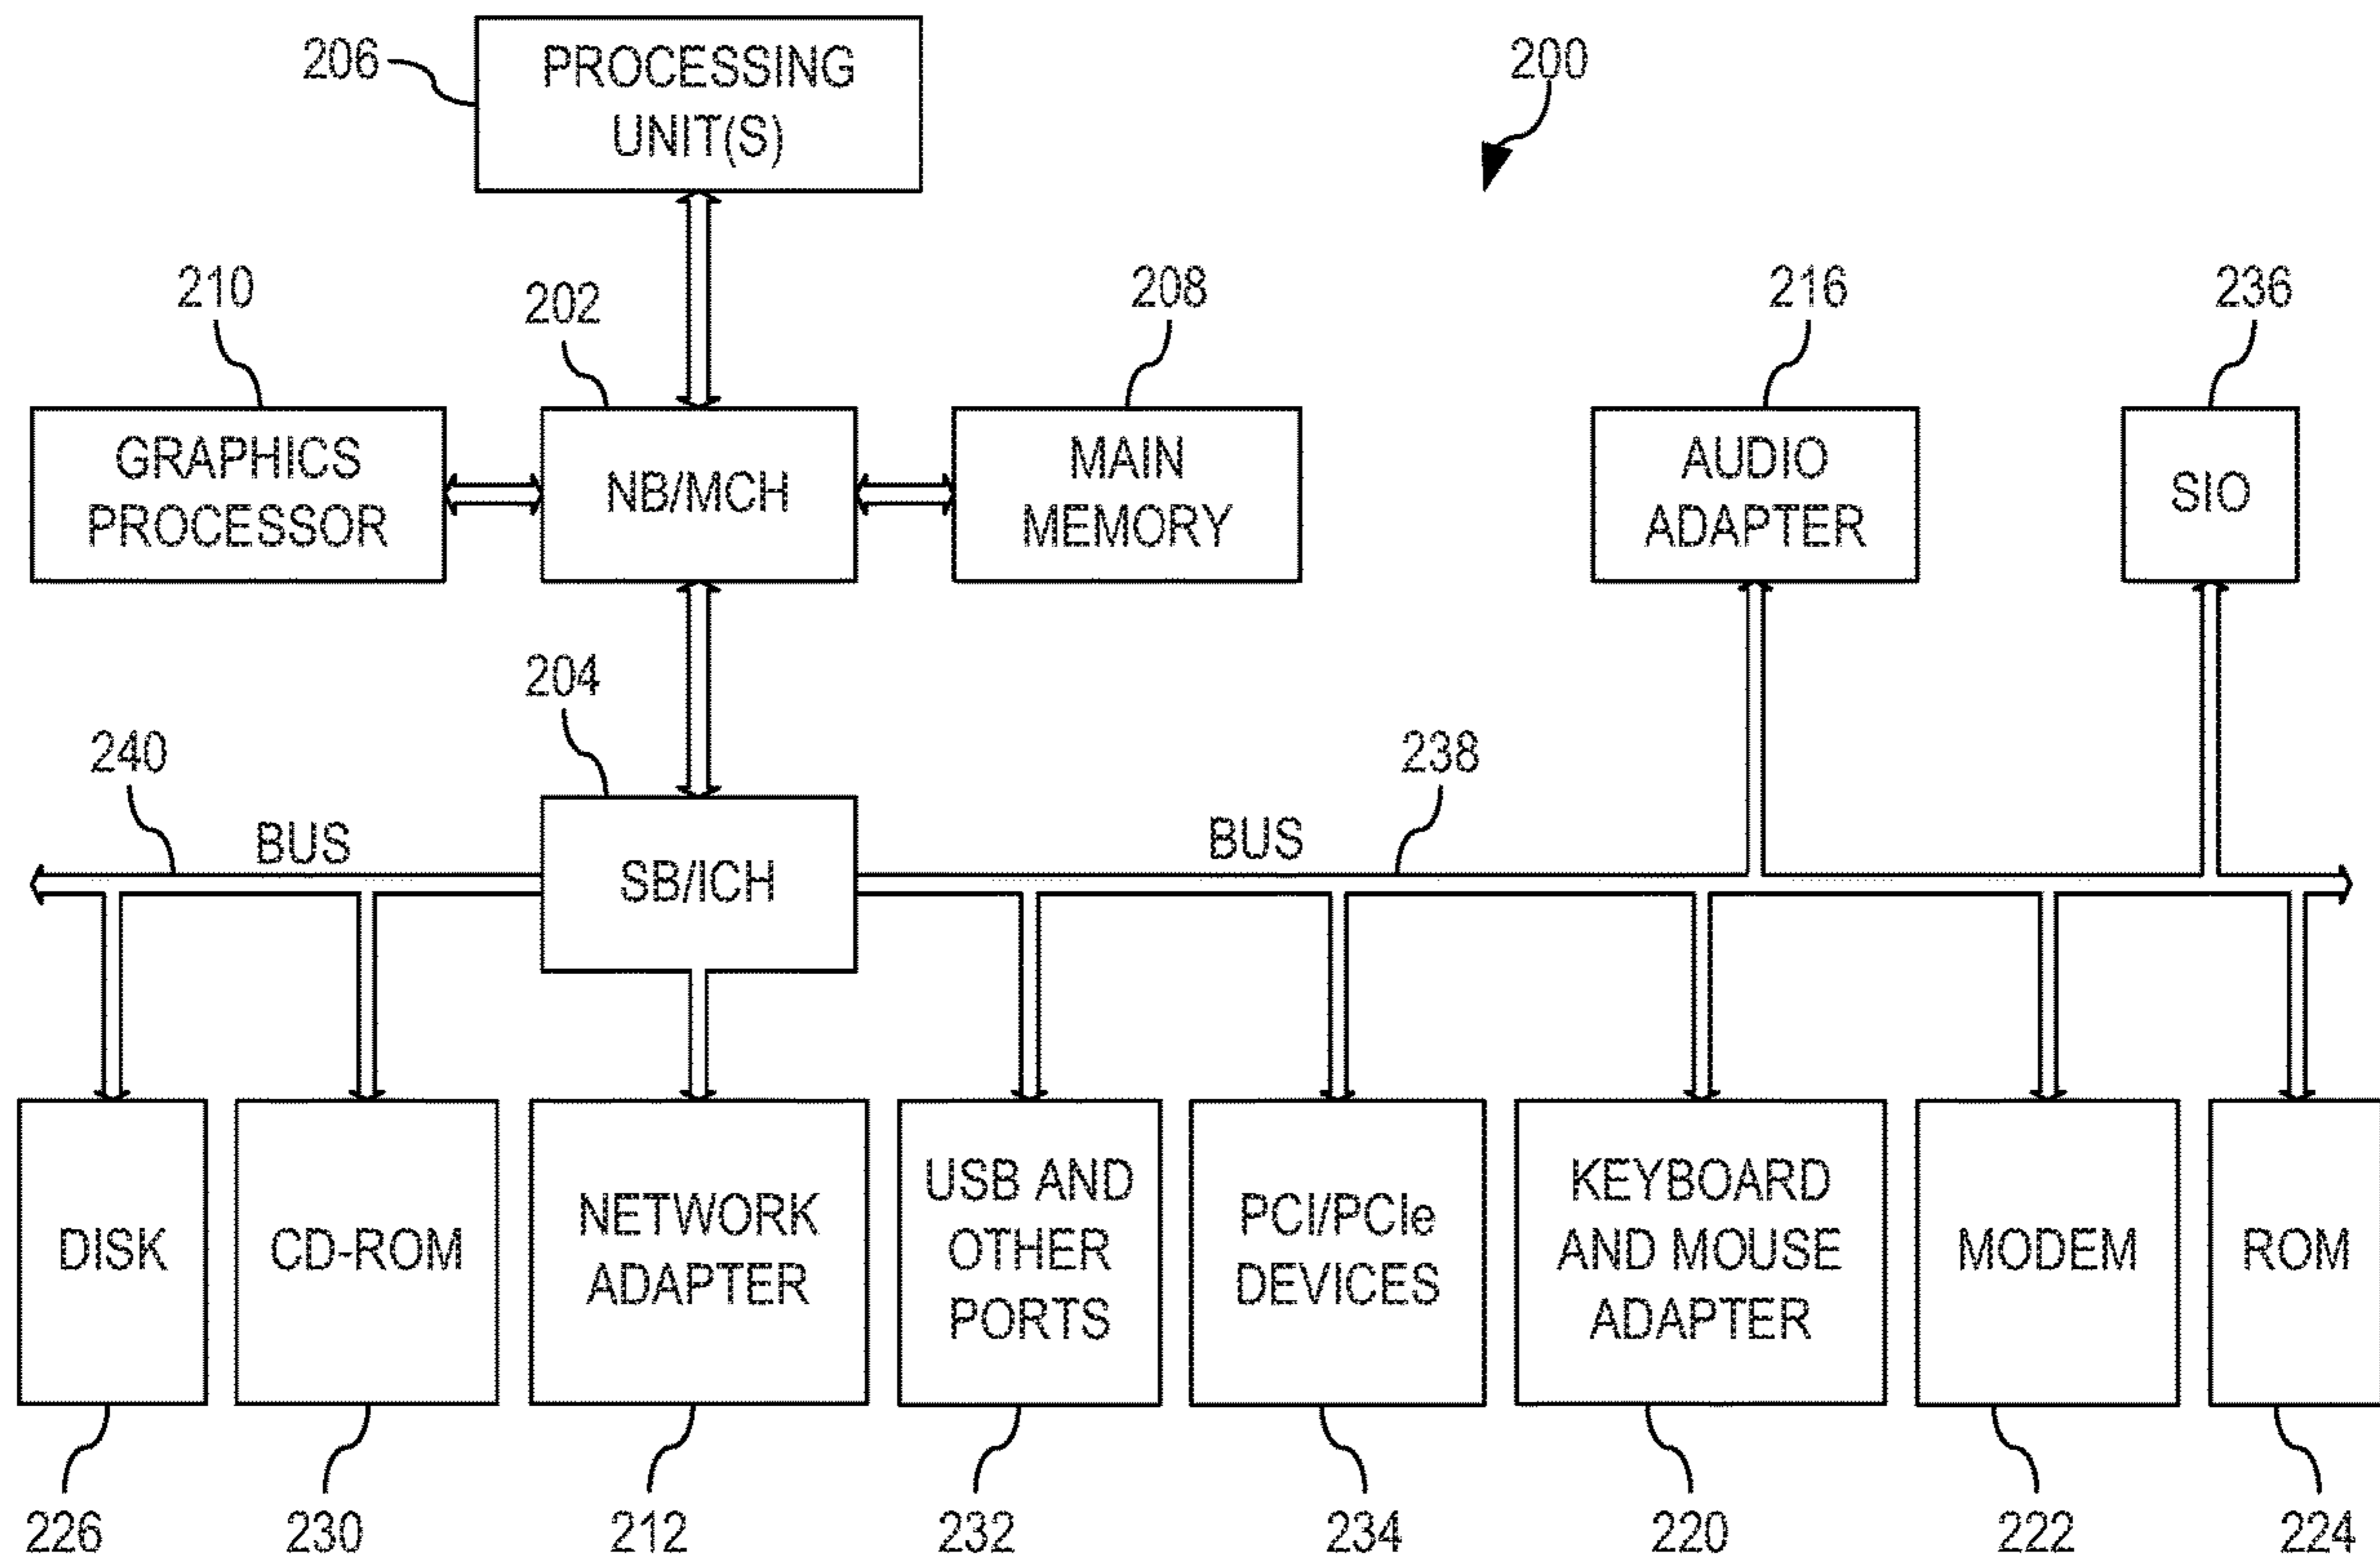 206
PROCESSING
UNIT(S)
200
210
202
208
216
236
GRAPHICS
PROCESSOR
NB/MCH
MAIN
MEMORY
AUDIO
ADAPTER
SIO
204
240
238
BUS
SB/ICH
BUS
DISK
CD-ROM
NETWORK
ADAPTER
USB AND
OTHER
PORTS
PCI/PCIe
DEVICES
KEYBOARD
AND MOUSE
ADAPTER
MODEM
ROM
226
230
212
232
234
220
222
224